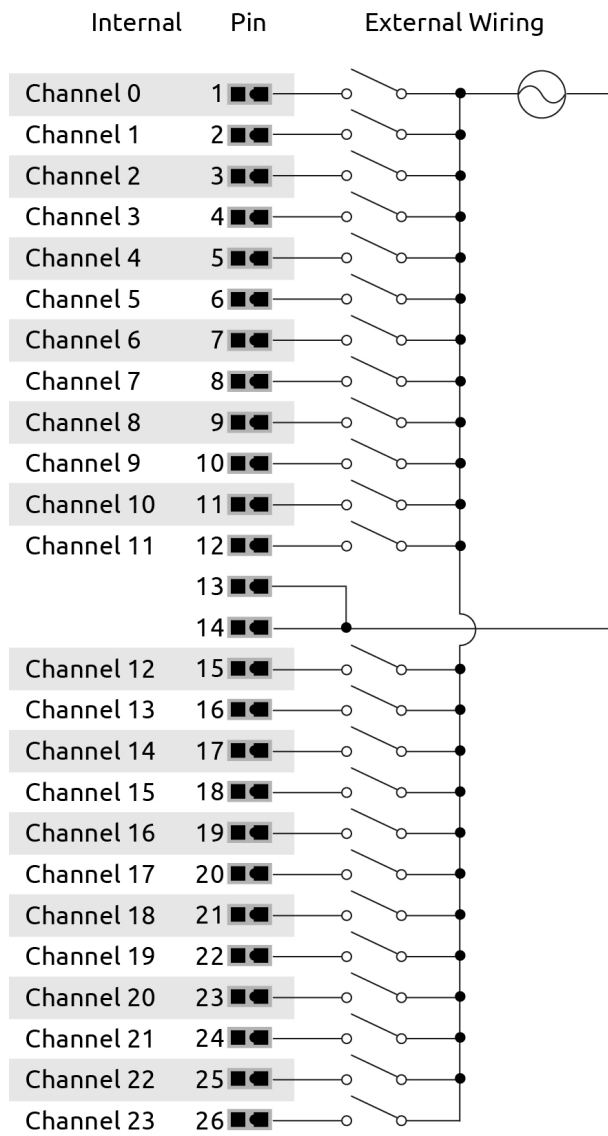 Internal Pin External Wiring
Channel 0 1
Channel 1 2
Channel 2 3
Channel 3 4
Channel 4 5
Channel 5 6
Channel 6 7
Channel 7 8
Channel 8 9
Channel 9 10
Channel 10 11
Channel 11 12
13
14
Channel 12 15
Channel 13 16
Channel 14 17
Channel 15 18
Channel 16 19
Channel 17 20
Channel 18 21
Channel 19 22
Channel 20 23
Channel 21 24
Channel 22 25
Channel 23 26